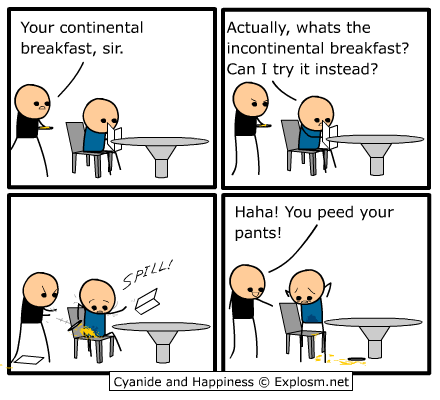 Your continental
breakfast, sir.
Actually, whats the
incontinental breakfast?
Can I try it instead?
SPILL!
Haha! You peed your
pants!
Cyanide and Happiness © Explosm.net